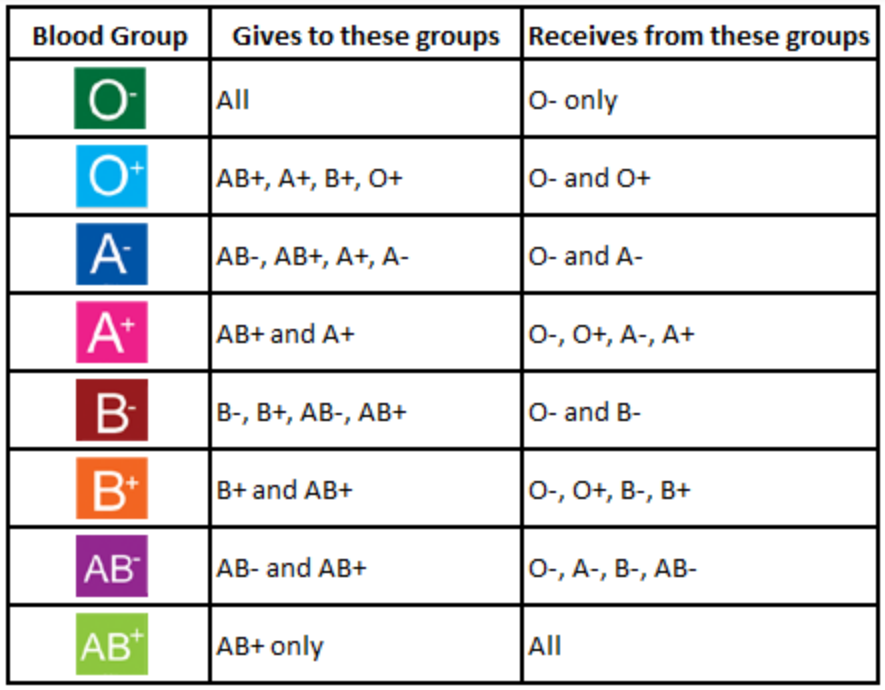 Blood Group Gives to these groups Receives from these groups
O- All O- only
O+ AB+, A+, B+, O+ O- and O+
A- AB-, AB+, A+, A- O- and A-
A+ AB+ and A+ O-, O+, A-, A+
B- B-, B+, AB-, AB+ O- and B-
B+ B+ and AB+ O-, O+, B-, B+
AB- AB- and AB+ O-, A-, B-, AB-
AB+ AB+ only All